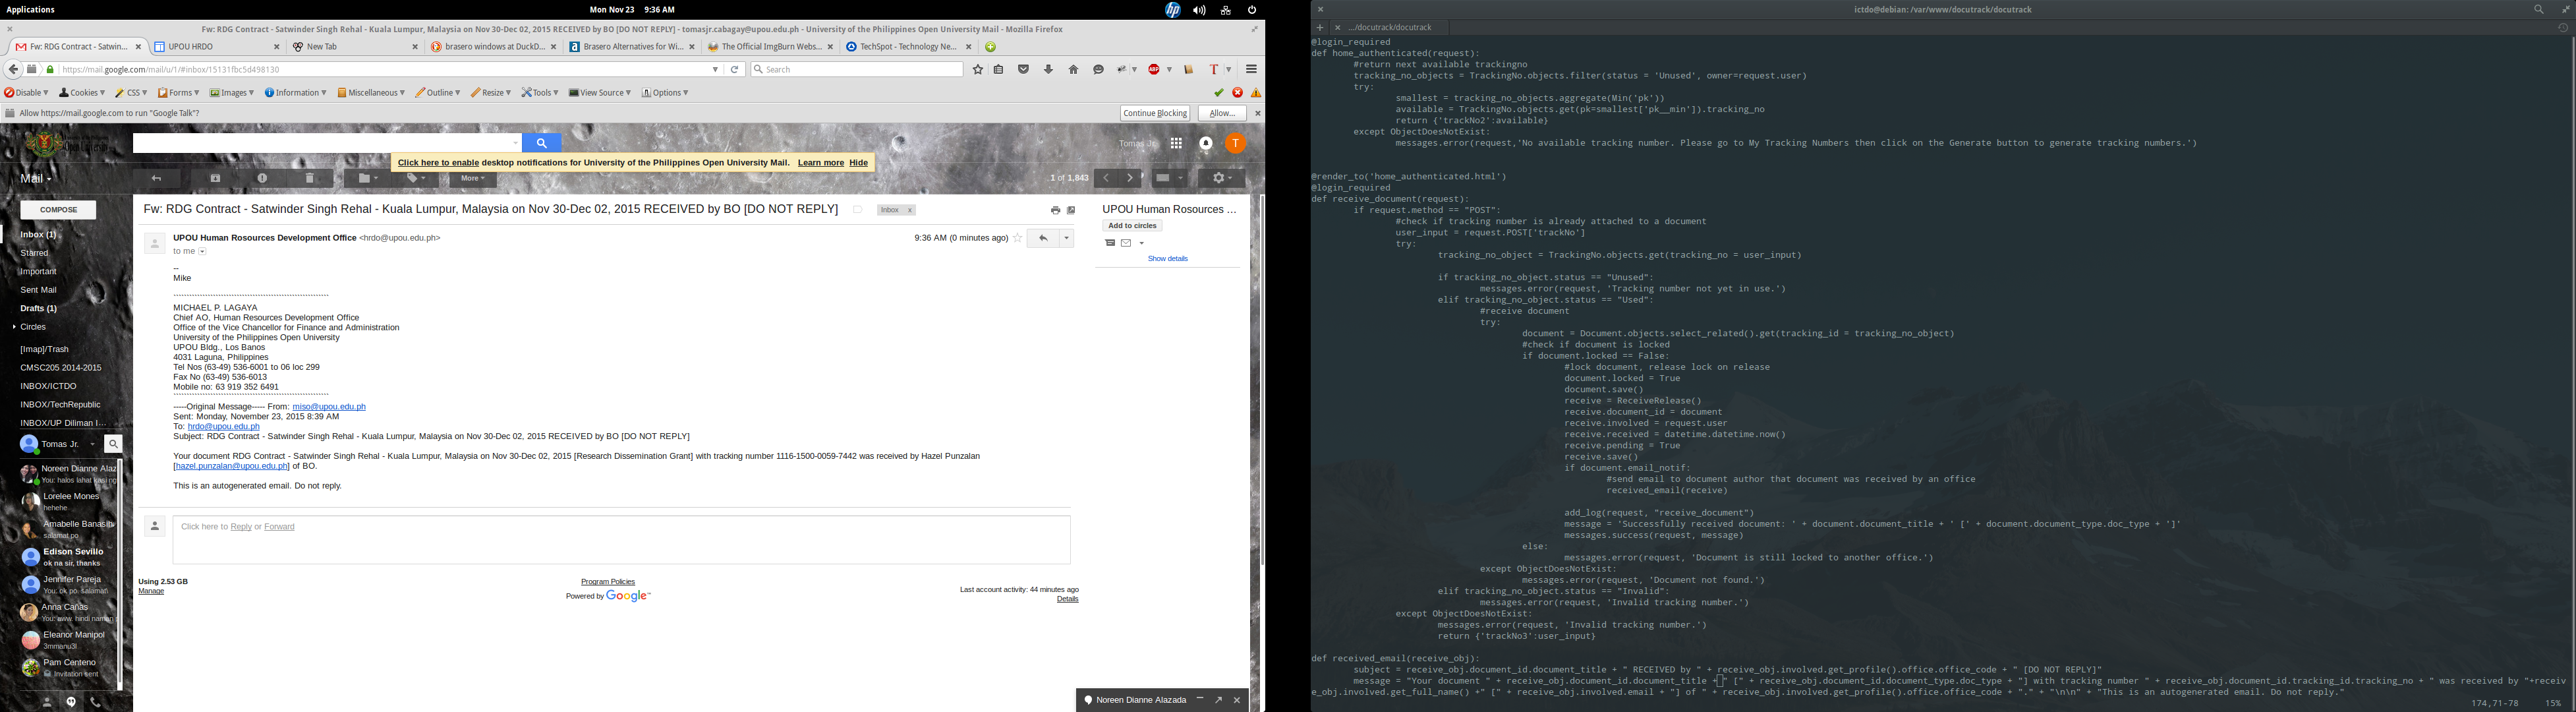 Applications
Mon Nov 23 9:36 AM
Fw: RDG Contract - Satwinder Singh Rehal - Kuala Lumpur, Malaysia on Nov 30-Dec 02, 2015 RECEIVED by BO [DO NOT REPLY] - tomasjr.cabagay@upou.edu.ph - University of the Philippines Open University Mail - Mozilla Firefox
Fw: RDG Contract - Satwin...
UPOU HRDO
New Tab
brasero windows at DuckD...
Brasero Alternatives for Wi...
The Official ImgBurn Webs...
TechSpot - Technology Ne...
https://mail.google.com/mail/u/1/#inbox/15131fbc5d498130
Search
Disable
Cookies
CSS
Forms
Images
Information
Miscellaneous
Outline
Resize
Tools
View Source
Options
Allow https://mail.google.com to run "Google Talk"?
Continue Blocking
Allow...
Tomas Jr.
T
Click here to enable desktop notifications for University of the Philippines Open University Mail. Learn more Hide
Mail
More
1 of 1,843
COMPOSE
Inbox (1)
Starred
Important
Sent Mail
Drafts (1)
Circles
[Imap]/Trash
CMSC205 2014-2015
INBOX/ICTDO
INBOX/TechRepublic
INBOX/UP Diliman I...
Tomas Jr.
Noreen Dianne Alaz
You: halos lahat kasi ng
Lorelee Mones
hehehe
Amabelle Banasih
salamat po
Edison Sevillo
ok na sir, thanks
Jennifer Pareja
You: ok po. salamat
Anna Cañas
You: aww. hindi naman
Eleanor Manipol
3mmanu3l
Pam Centeno
Invitation sent
Fw: RDG Contract - Satwinder Singh Rehal - Kuala Lumpur, Malaysia on Nov 30-Dec 02, 2015 RECEIVED by BO [DO NOT REPLY]
Inbox x
UPOU Human Rosources Development Office <hrdo@upou.edu.ph>
9:36 AM (0 minutes ago)
to me
--
Mike
MICHAEL P. LAGAYA
Chief AO, Human Resources Development Office
Office of the Vice Chancellor for Finance and Administration
University of the Philippines Open University
UPOU Bldg., Los Banos
4031 Laguna, Philippines
Tel Nos (63-49) 536-6001 to 06 loc 299
Fax No (63-49) 536-6013
Mobile no: 63 919 352 6491
-----Original Message----- From: miso@upou.edu.ph
Sent: Monday, November 23, 2015 8:39 AM
To: hrdo@upou.edu.ph
Subject: RDG Contract - Satwinder Singh Rehal - Kuala Lumpur, Malaysia on Nov 30-Dec 02, 2015 RECEIVED by BO [DO NOT REPLY]
Your document RDG Contract - Satwinder Singh Rehal - Kuala Lumpur, Malaysia on Nov 30-Dec 02, 2015 [Research Dissemination Grant] with tracking number 1116-1500-0059-7442 was received by Hazel Punzalan
[hazel.punzalan@upou.edu.ph] of BO.
This is an autogenerated email. Do not reply.
Click here to Reply or Forward
Using 2.53 GB
Manage
Program Policies
Powered by Google™
Last account activity: 44 minutes ago
Details
UPOU Human Rosources ...
Add to circles
Show details
Noreen Dianne Alazada
ictdo@debian: /var/www/docutrack/docutrack
.../docutrack/docutrack
@login_required
def home_authenticated(request):
#return next available trackingno
tracking_no_objects = TrackingNo.objects.filter(status = 'Unused', owner=request.user)
try:
smallest = tracking_no_objects.aggregate(Min('pk'))
available = TrackingNo.objects.get(pk=smallest['pk__min']).tracking_no
return {'trackNo2':available}
except ObjectDoesNotExist:
messages.error(request,'No available tracking number. Please go to My Tracking Numbers then click on the Generate button to generate tracking numbers.')
@render_to('home_authenticated.html')
@login_required
def receive_document(request):
if request.method == "POST":
#check if tracking number is already attached to a document
user_input = request.POST['trackNo']
try:
tracking_no_object = TrackingNo.objects.get(tracking_no = user_input)
if tracking_no_object.status == "Unused":
messages.error(request, 'Tracking number not yet in use.')
elif tracking_no_object.status == "Used":
#receive document
try:
document = Document.objects.select_related().get(tracking_id = tracking_no_object)
#check if document is locked
if document.locked == False:
#lock document, release lock on release
document.locked = True
document.save()
receive = ReceiveRelease()
receive.document_id = document
receive.involved = request.user
receive.received = datetime.datetime.now()
receive.pending = True
receive.save()
if document.email_notif:
#send email to document author that document was received by an office
received_email(receive)
add_log(request, "receive_document")
message = 'Successfully received document: ' + document.document_title + ' [' + document.document_type.doc_type + ']'
messages.success(request, message)
else:
messages.error(request, 'Document is still locked to another office.')
except ObjectDoesNotExist:
messages.error(request, 'Document not found.')
elif tracking_no_object.status == "Invalid":
messages.error(request, 'Invalid tracking number.')
except ObjectDoesNotExist:
messages.error(request, 'Invalid tracking number.')
return {'trackNo3':user_input}
def received_email(receive_obj):
subject = receive_obj.document_id.document_title + " RECEIVED by " + receive_obj.involved.get_profile().office.office_code + " [DO NOT REPLY]"
message = "Your document " + receive_obj.document_id.document_title + " [" + receive_obj.document_id.document_type.doc_type + "] with tracking number " + receive_obj.document_id.tracking_id.tracking_no + " was received by "+receiv
e_obj.involved.get_full_name() +" [" + receive_obj.involved.email + "] of " + receive_obj.involved.get_profile().office.office_code + "." + "\n\n" + "This is an autogenerated email. Do not reply."
174,71-78 15%